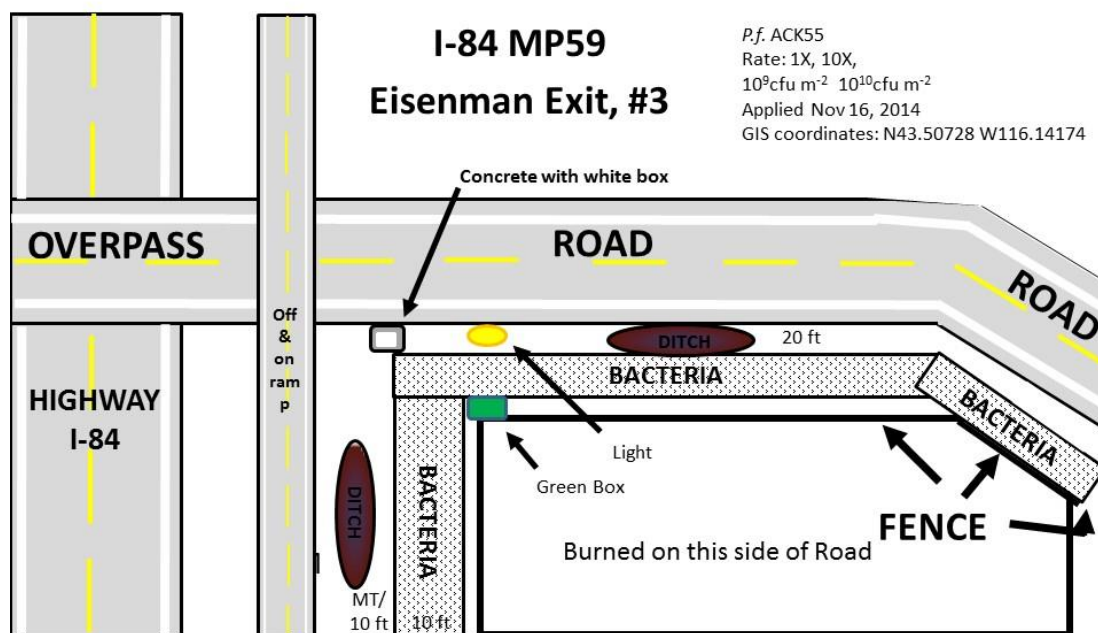 I-84 MP59
Eisenman Exit, #3
P.f. ACK55
Rate: 1X, 10X,
10⁹cfu m⁻² 10¹⁰cfu m⁻²
Applied Nov 16, 2014
GIS coordinates: N43.50728 W116.14174
Concrete with white box
OVERPASS
ROAD
ROAD
Off
& 
on
ram
p
DITCH
20 ft
BACTERIA
BACTERIA
HIGHWAY
I-84
Light
Green Box
DITCH
BACTERIA
FENCE
Burned on this side of Road
MT/
10 ft
10 ft